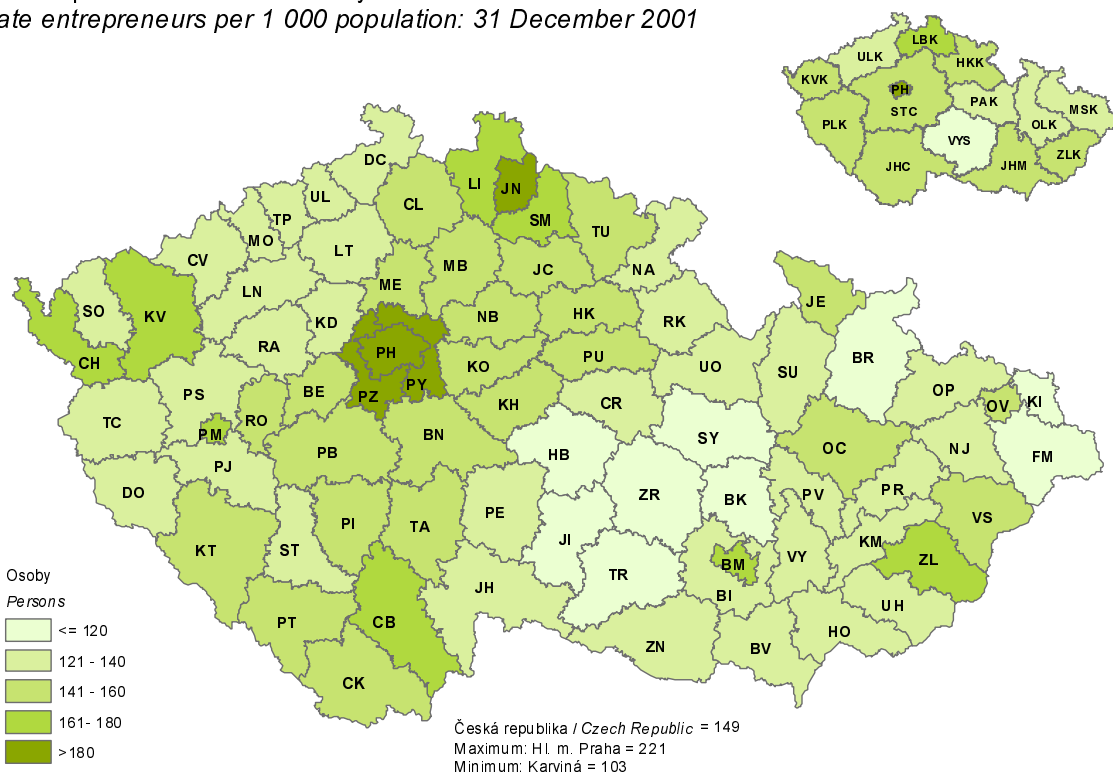 ate entrepreneurs per 1 000 population: 31 December 2001
LBK
ULK
HKK
KVK
PH
PAK
MSK
STC
PLK
OLK
VYS
ZLK
JHC
JHM
DC
LI
JN
UL
CL
TP
SM
TU
MO
LT
CV
MB
JC
NA
ME
LN
SO
KV
KD
NB
HK
RK
JE
RA
PH
PU
BR
CH
KO
UO
SU
PY
OP
PS
BE
PZ
KH
CR
KI
OV
TC
RO
PM
BN
SY
OC
NJ
PB
HB
FM
PJ
DO
ZR
BK
PV
PR
PE
VS
PI
TA
KT
ST
JI
KM
VY
ZL
TR
BM
JH
BI
UH
PT
CB
HO
ZN
BV
CK
Osoby
Persons
<= 120
121 - 140
141 - 160
161- 180
>180
Česká republika / Czech Republic = 149
Maximum: Hl. m. Praha = 221
Minimum: Karviná = 103